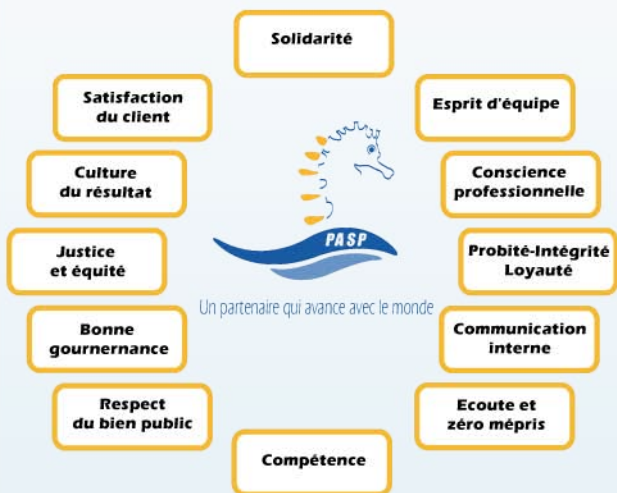 Solidarité
Satisfaction
du client
Esprit d'équipe
Culture
du résultat
Conscience
professionnelle
PASP
Justice
et équité
Probité-Intégrité
Loyauté
Un partenaire qui avance avec le monde
Bonne
gournernance
Communication
interne
Respect
du bien public
Ecoute et
zéro mépris
Compétence